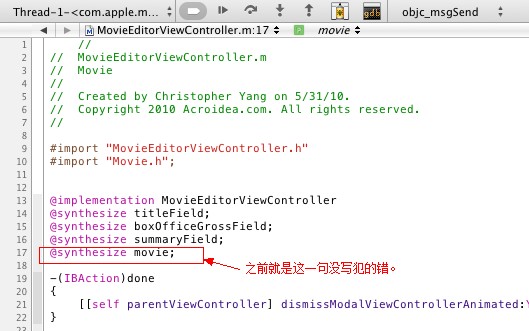 Thread-1-<com.apple.m...
objc_msgSend
gdb
MovieEditorViewController.m:17
movie
1 //
2 // MovieEditorViewController.m
3 // Movie
4 //
5 // Created by Christopher Yang on 5/31/10.
6 // Copyright 2010 Acroidea.com. All rights reserved.
7 //
8
9 #import "MovieEditorViewController.h"
10 #import "Movie.h";
11
12
13 @implementation MovieEditorViewController
14 @synthesize titleField;
15 @synthesize boxOfficeGrossField;
16 @synthesize summaryField;
17 @synthesize movie;
18 之前就是这一句没写犯的错。
19 -(IBAction)done
20 {
21 [[self parentViewController] dismissModalViewControllerAnimated:Y
22 }